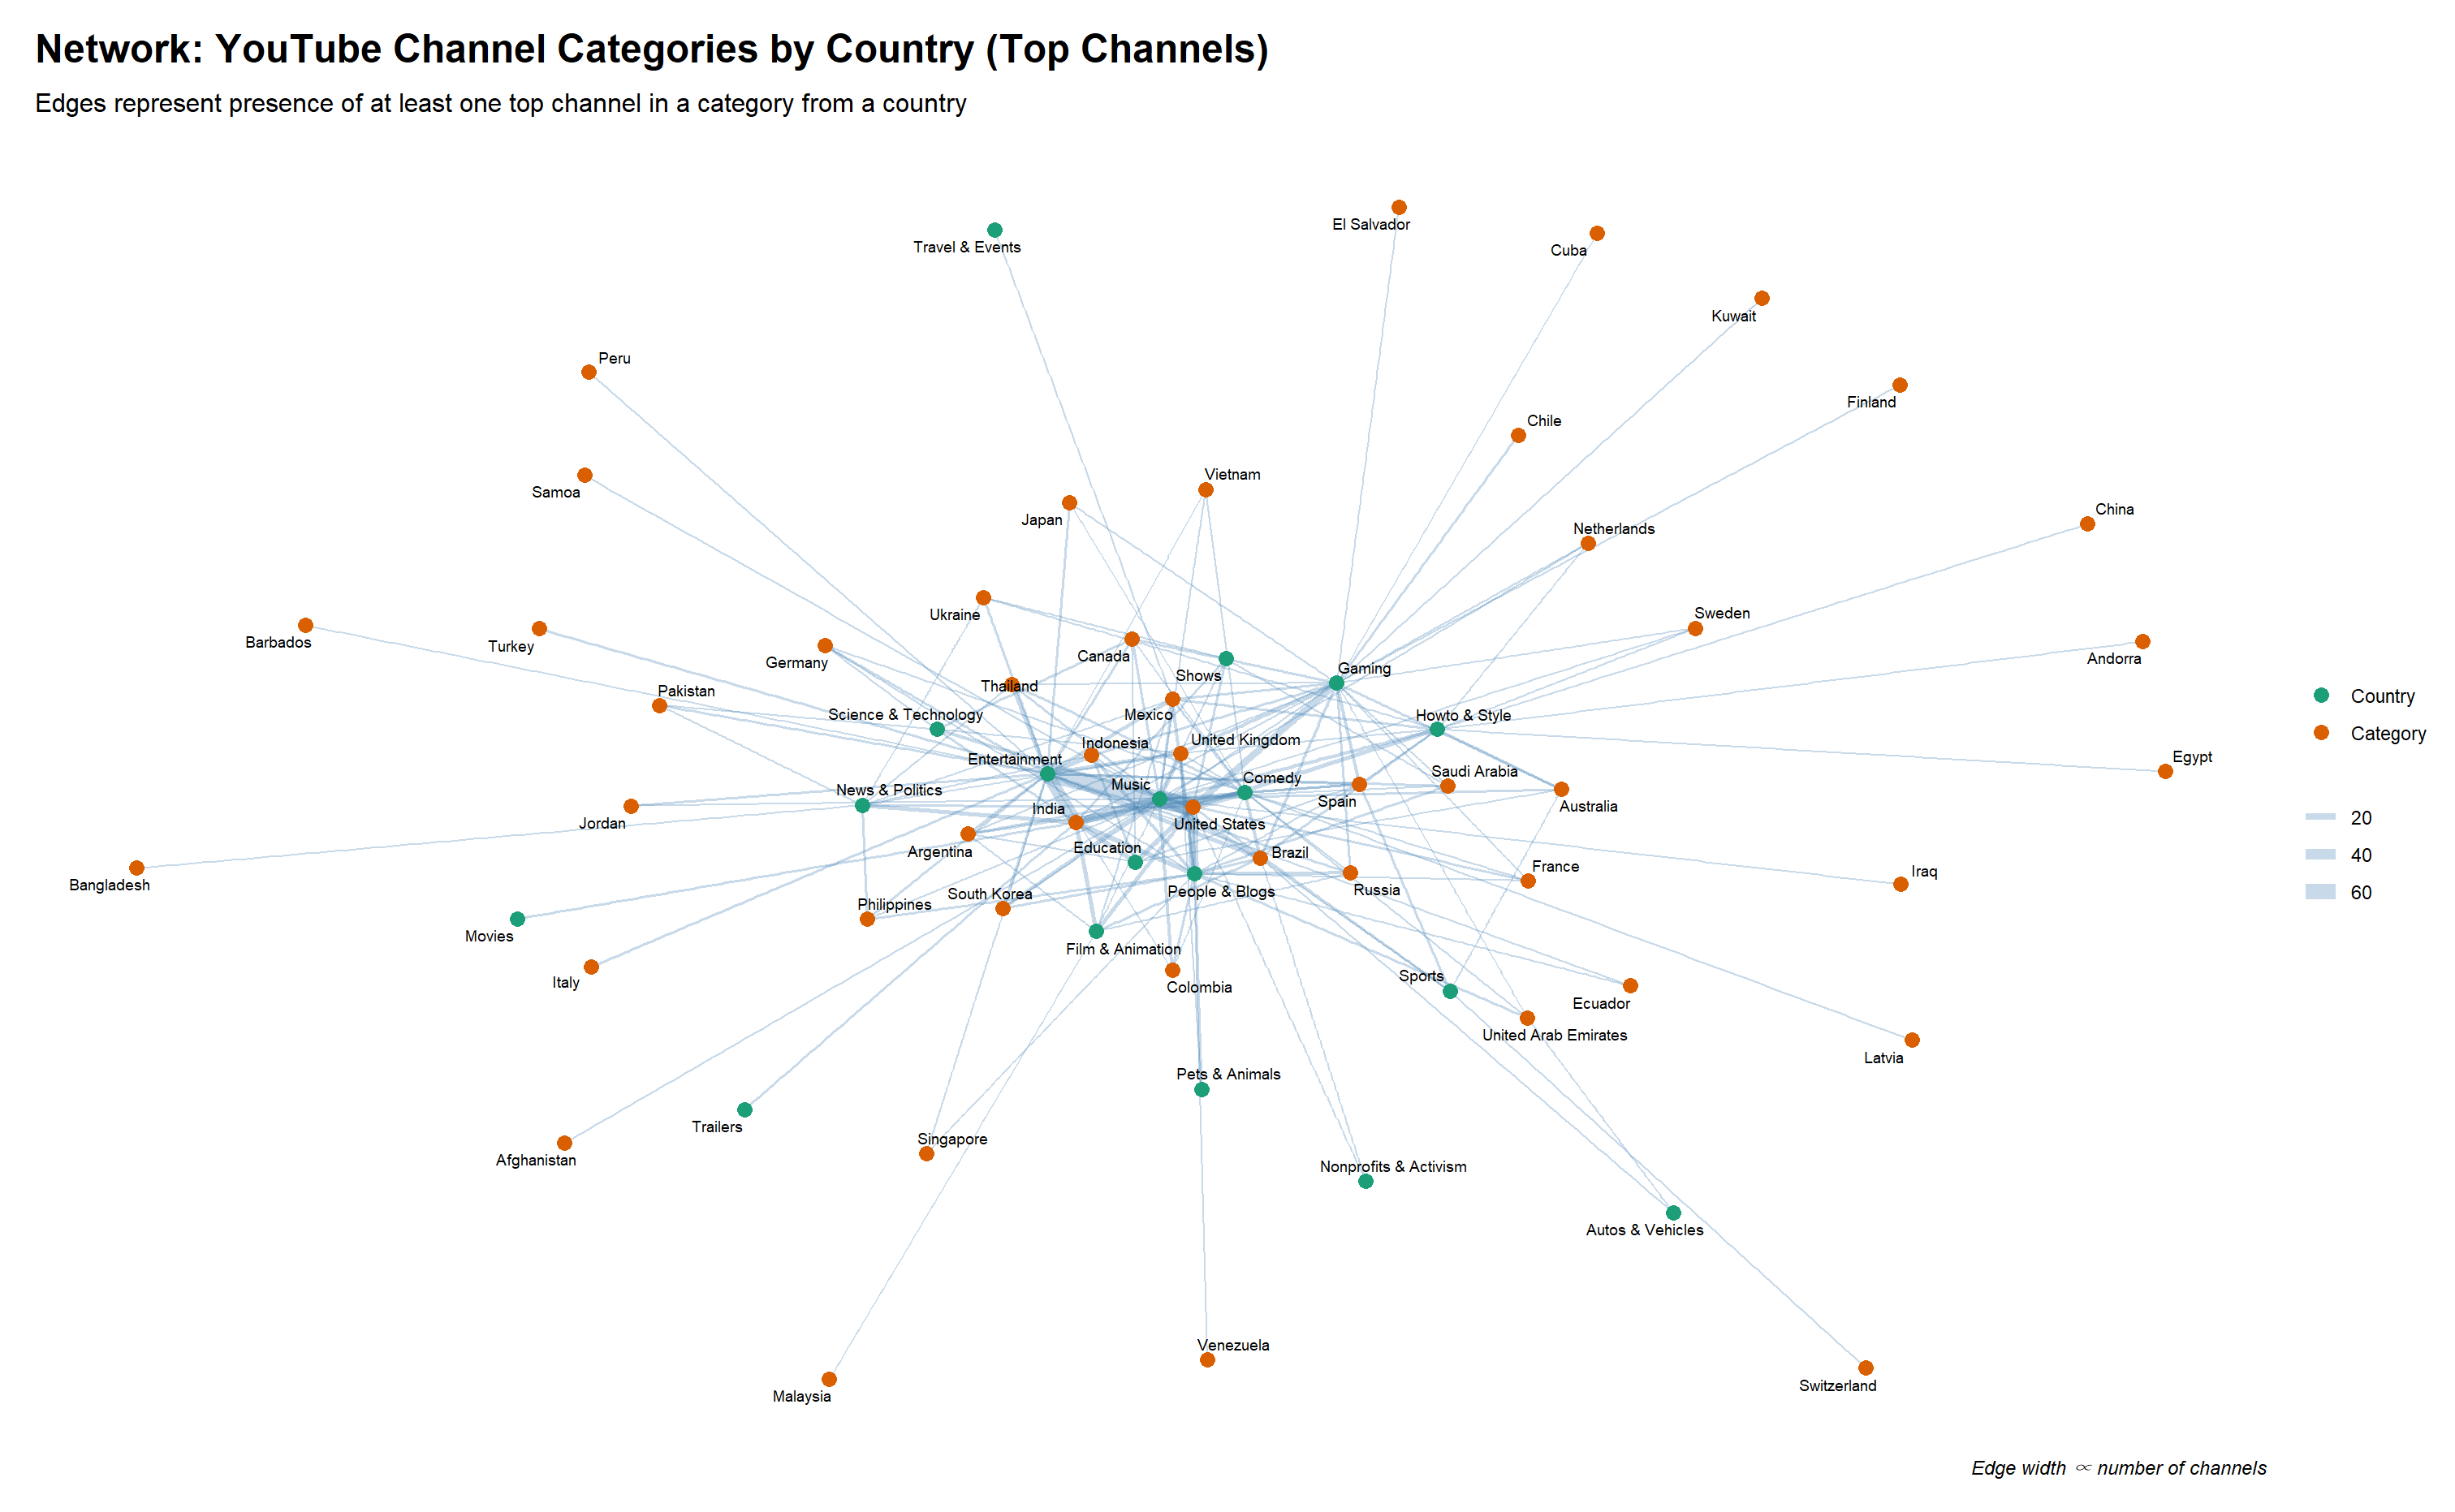 Network: YouTube Channel Categories by Country (Top Channels)
Edges represent presence of at least one top channel in a category from a country
El Salvador
Travel & Events
Cuba
Kuwait
Peru
Finland
Chile
Vietnam
Samoa
China
Japan
Netherlands
Sweden
Ukraine
Barbados
Turkey
Canada
Andorra
Germany
Gaming
Shows
Thailand
Pakistan
Science & Technology
Mexico
Howto & Style
Indonesia
United Kingdom
Egypt
Entertainment
Saudi Arabia
Comedy
Music
News & Politics
Spain
India
Australia
Jordan
United States
Education
Argentina
Brazil
France
Iraq
Bangladesh
People & Blogs
Russia
South Korea
Philippines
Movies
Film & Animation
Sports
Italy
Colombia
Ecuador
United Arab Emirates
Latvia
Pets & Animals
Trailers
Singapore
Afghanistan
Nonprofits & Activism
Autos & Vehicles
Venezuela
Switzerland
Malaysia
Country
Category
20
40
60
Edge width ∝ number of channels